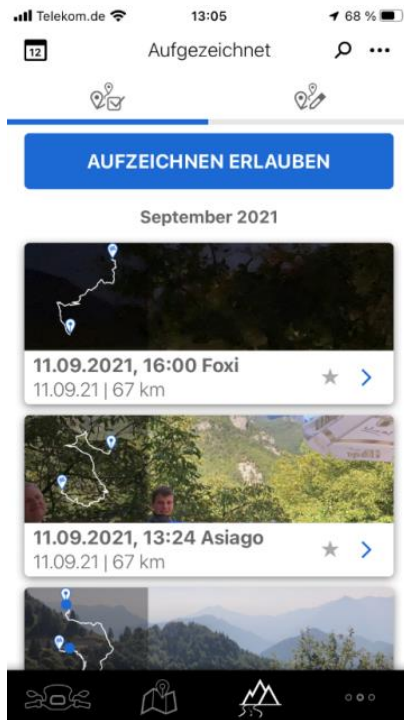 Telekom.de 13:05 68 %
12 Aufgezeichnet
AUFZEICHNEN ERLAUBEN
September 2021
11.09.2021, 16:00 Foxi
11.09.21 | 67 km
11.09.2021, 13:24 Asiago
11.09.21 | 67 km